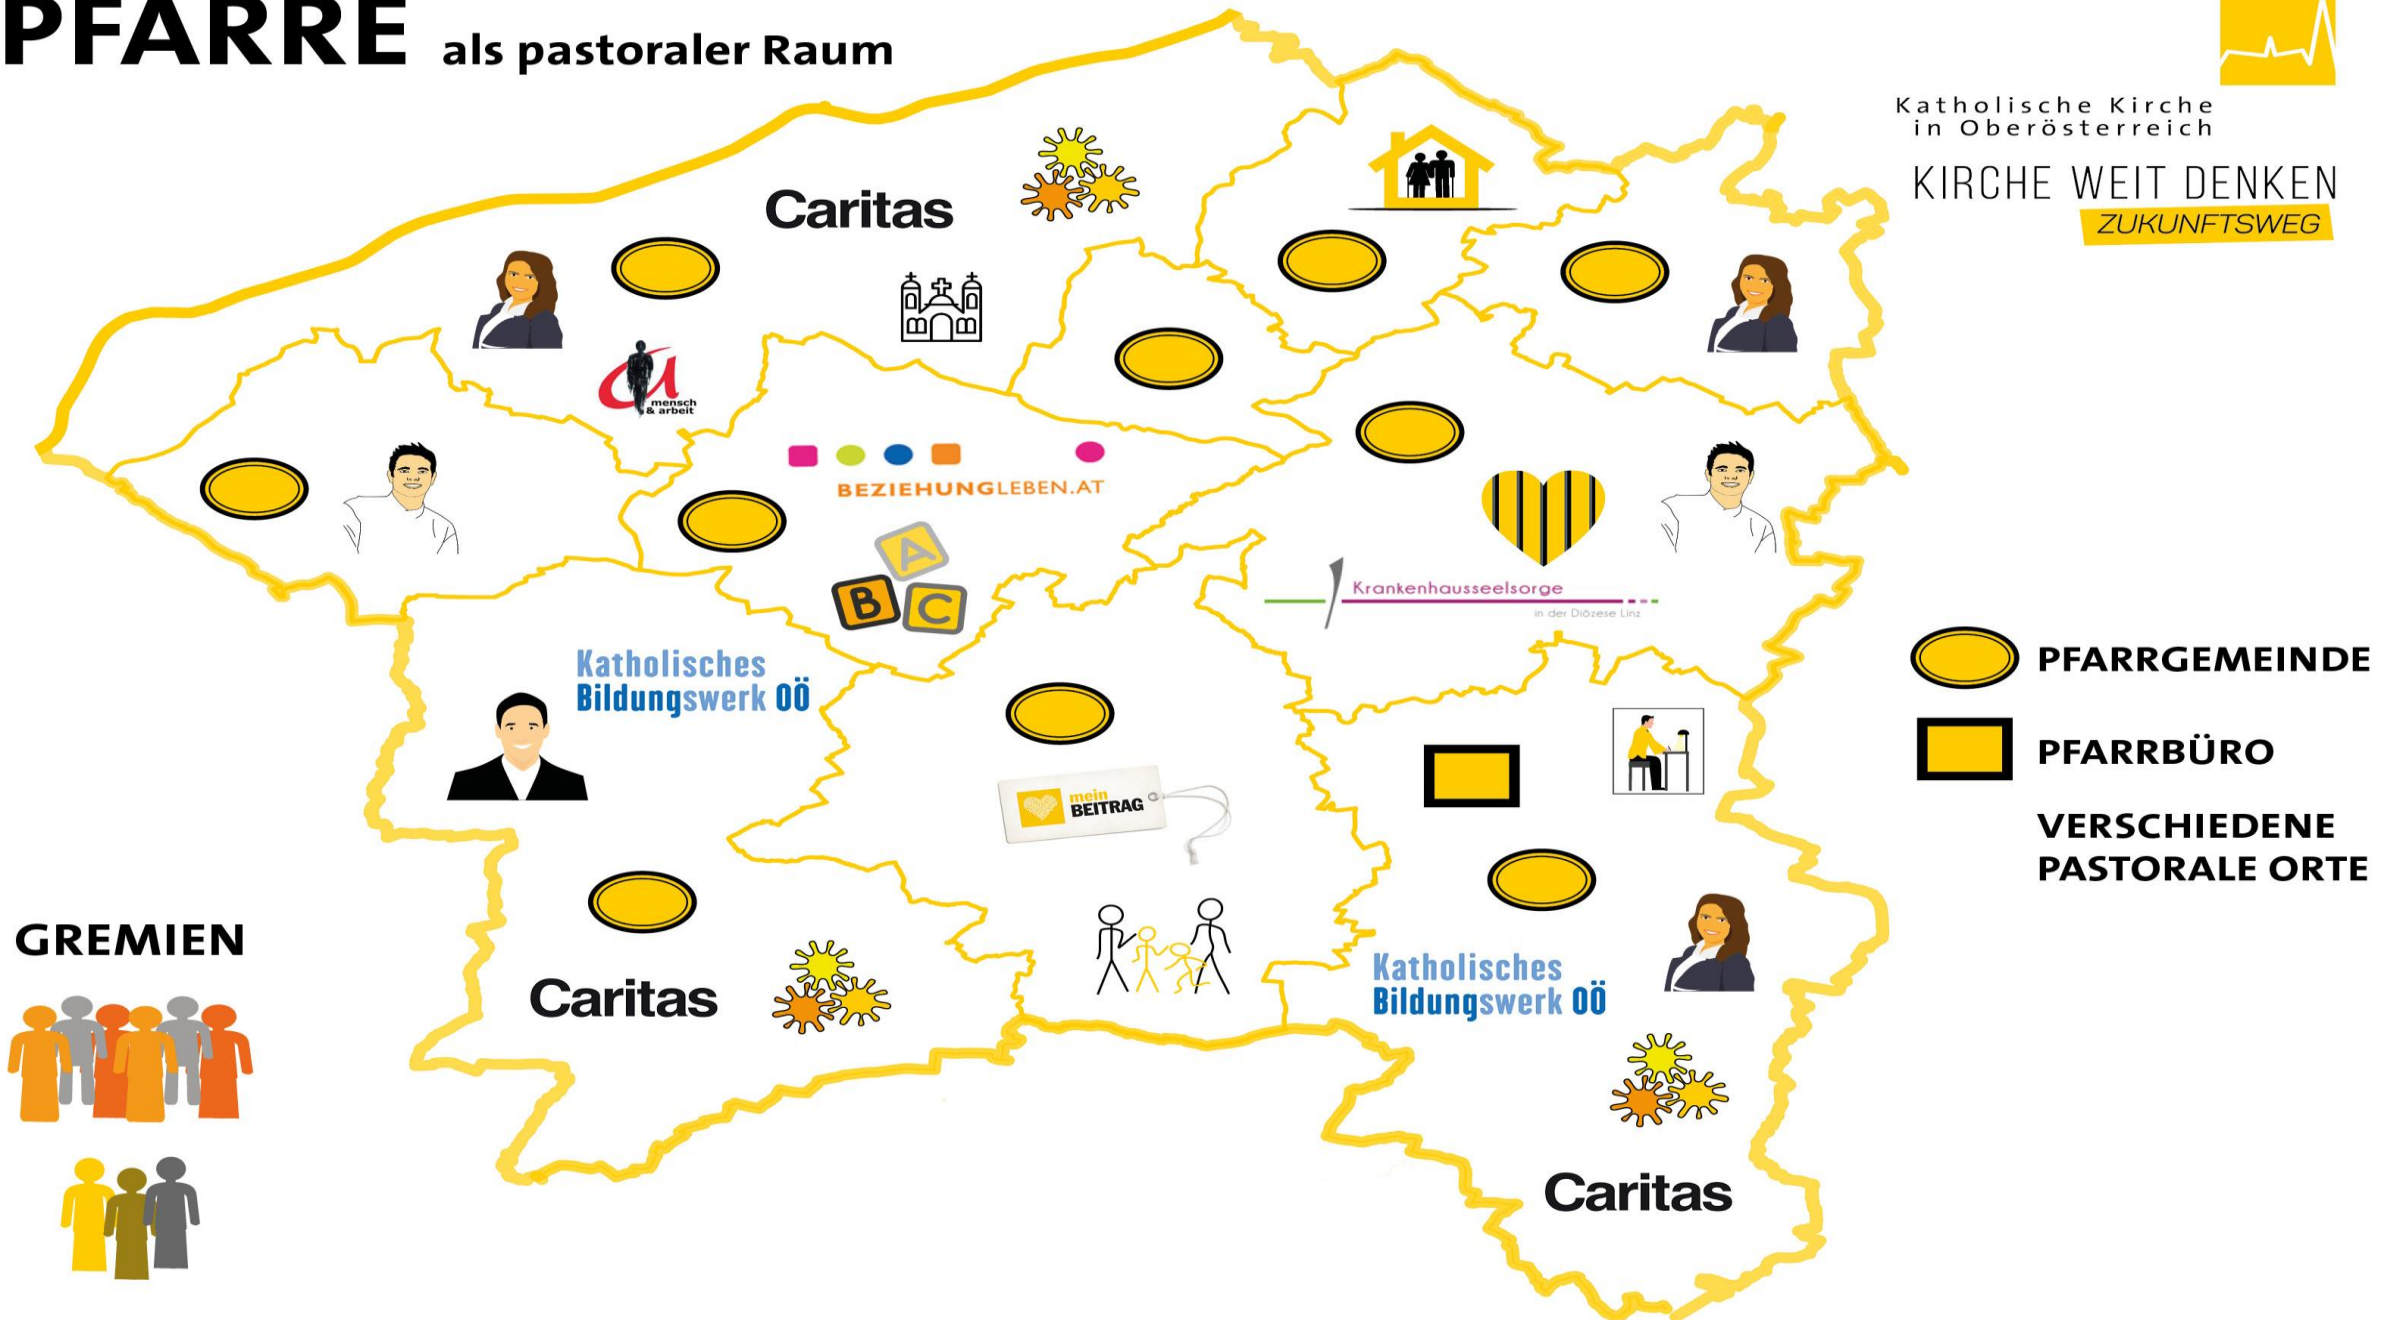 PFARRE als pastoraler Raum
Katholische Kirche
in Oberösterreich
KIRCHE WEIT DENKEN
ZUKUNFTSWEG
Caritas
mensch
& arbeit
BEZIEHUNGLEBEN.AT
A
B C
Krankenhausseelsorge
in der Diözese Linz
Katholisches
Bildungswerk OÖ
mein
BEITRAG
PFARRGEMEINDE
PFARRBÜRO
VERSCHIEDENE
PASTORALE ORTE
GREMIEN
Caritas
Katholisches
Bildungswerk OÖ
Caritas